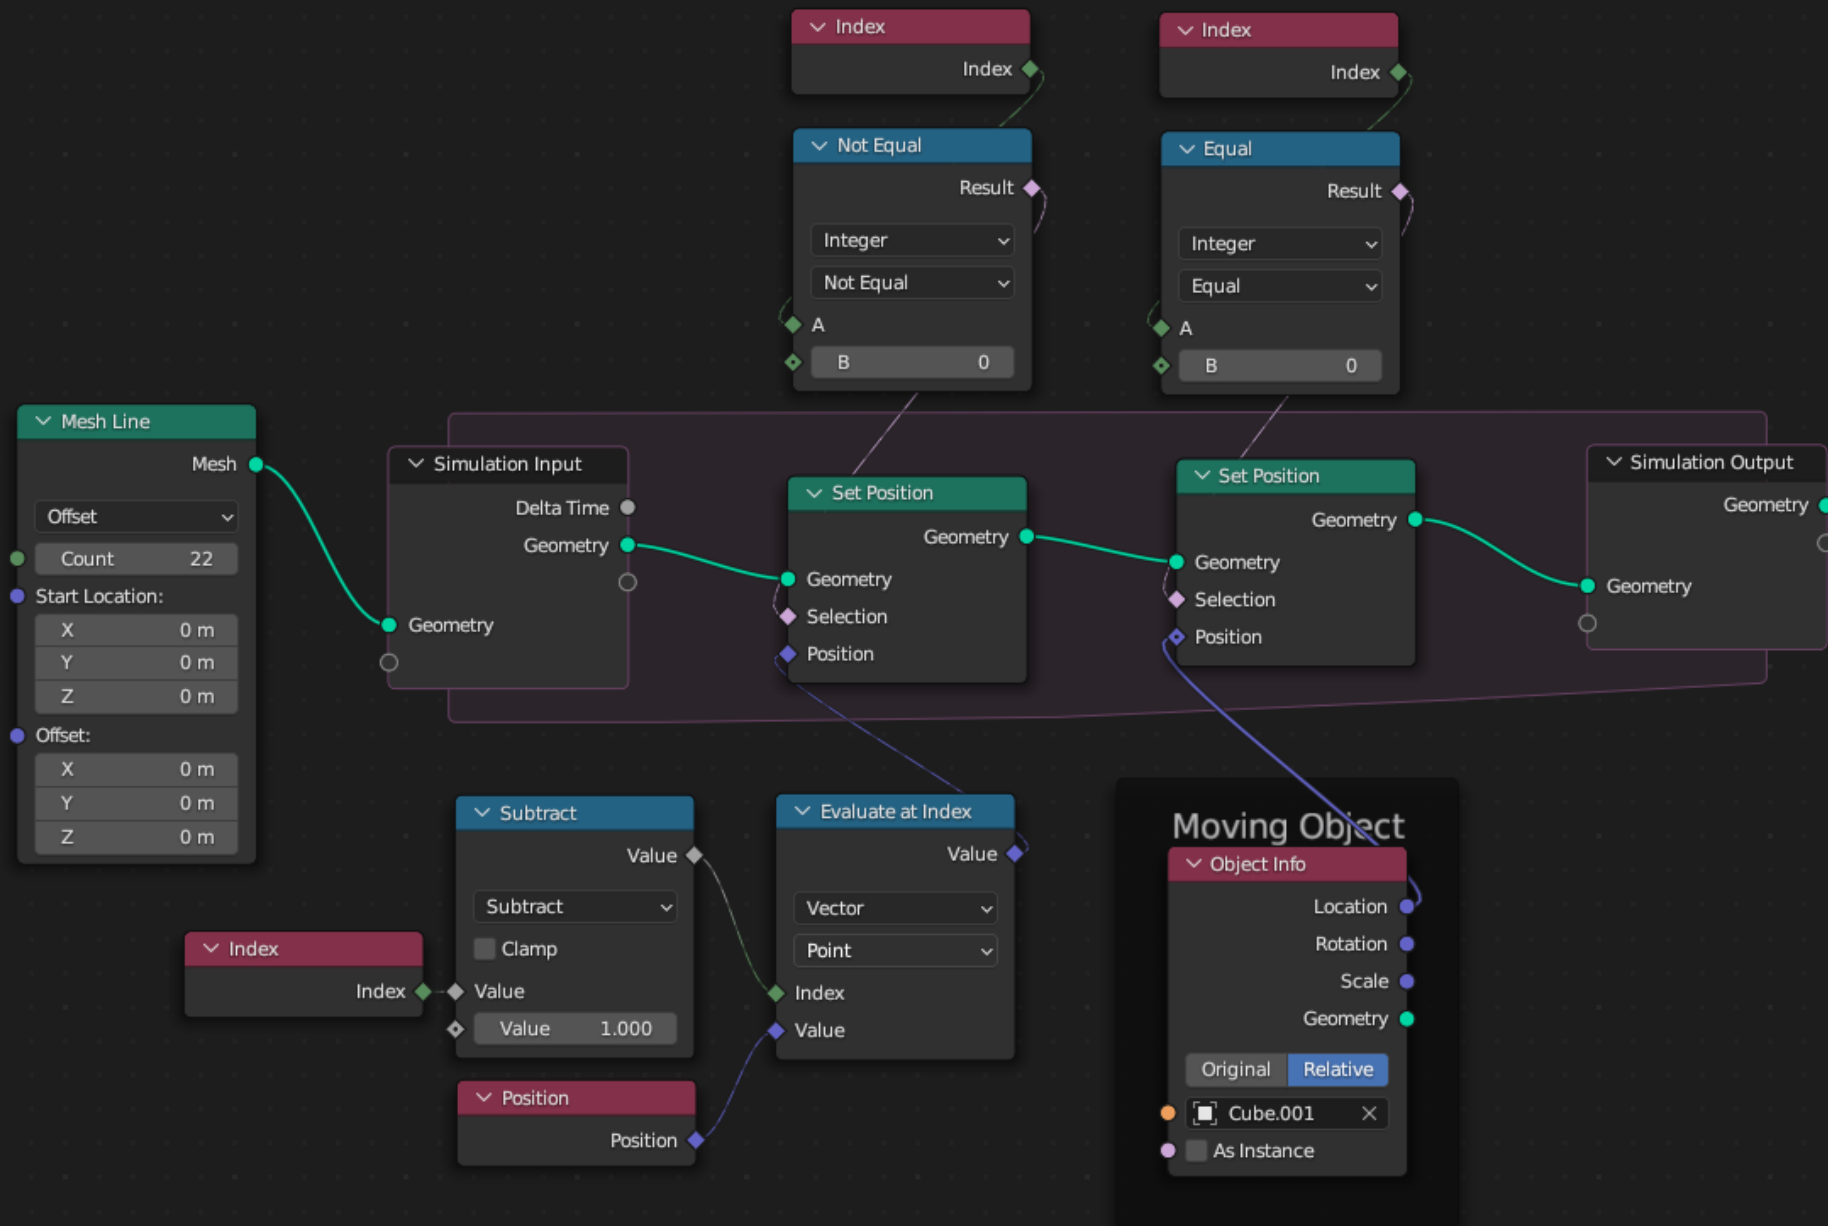 Index
Index
Not Equal
Result
Integer
Not Equal
A
B 0
Index
Index
Equal
Result
Integer
Equal
A
B 0
Mesh Line
Mesh
Offset
Count 22
Start Location:
X 0 m
Y 0 m
Z 0 m
Offset:
X 0 m
Y 0 m
Z 0 m
Simulation Input
Delta Time
Geometry
Geometry
Set Position
Geometry
Geometry
Selection
Position
Set Position
Geometry
Geometry
Selection
Position
Simulation Output
Geometry
Geometry
Index
Index
Subtract
Value
Subtract
Clamp
Value
Value 1.000
Position
Position
Evaluate at Index
Value
Vector
Point
Index
Value
Moving Object
Object Info
Location
Rotation
Scale
Geometry
Original Relative
Cube.001
As Instance